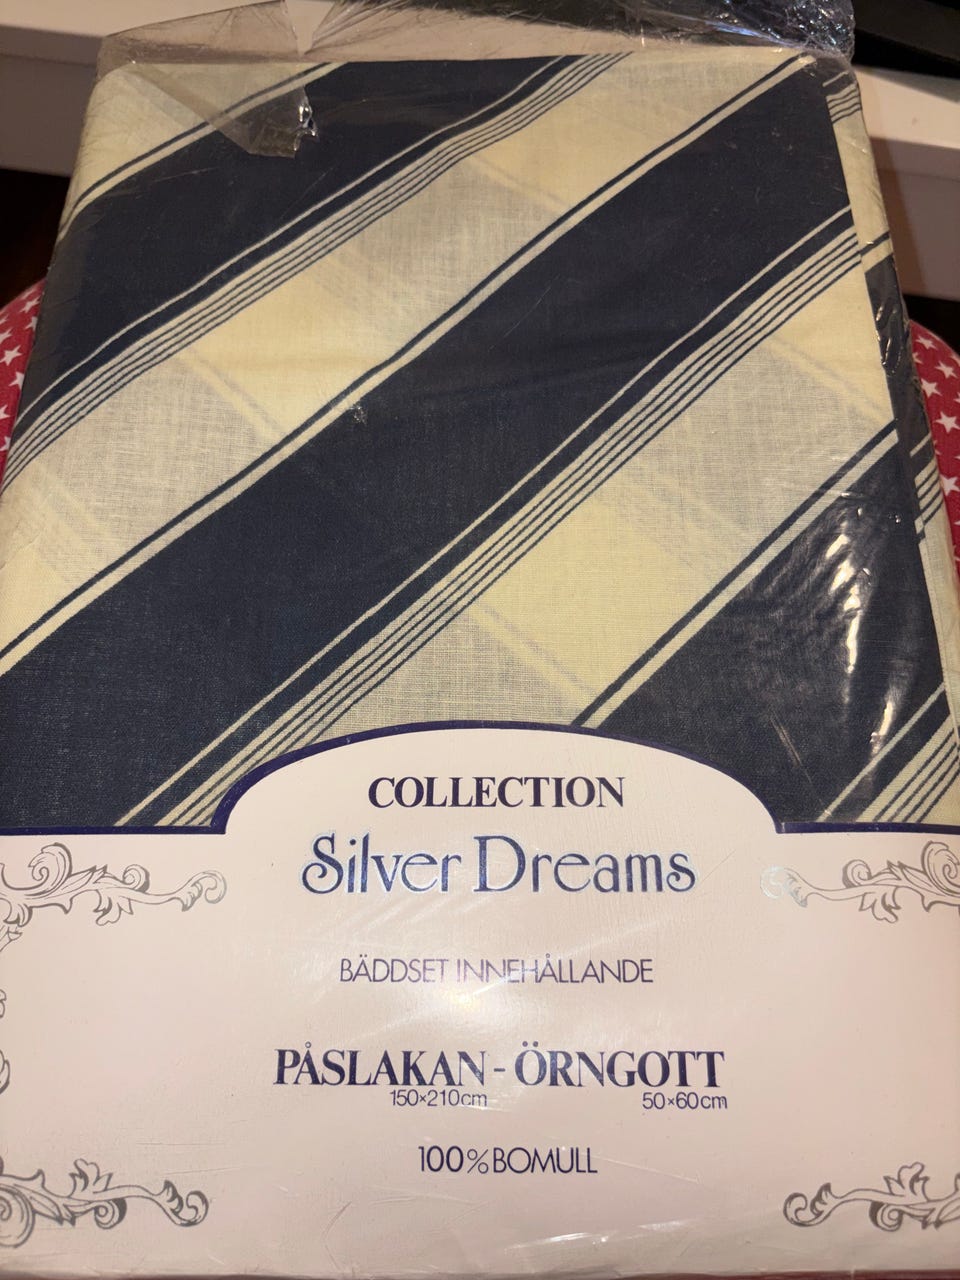 COLLECTION
Silver Dreams
BÄDDSET INNEHÅLLANDE
PÅSLAKAN - ÖRNGOTT
150×210cm 50×60cm
100% BOMULL